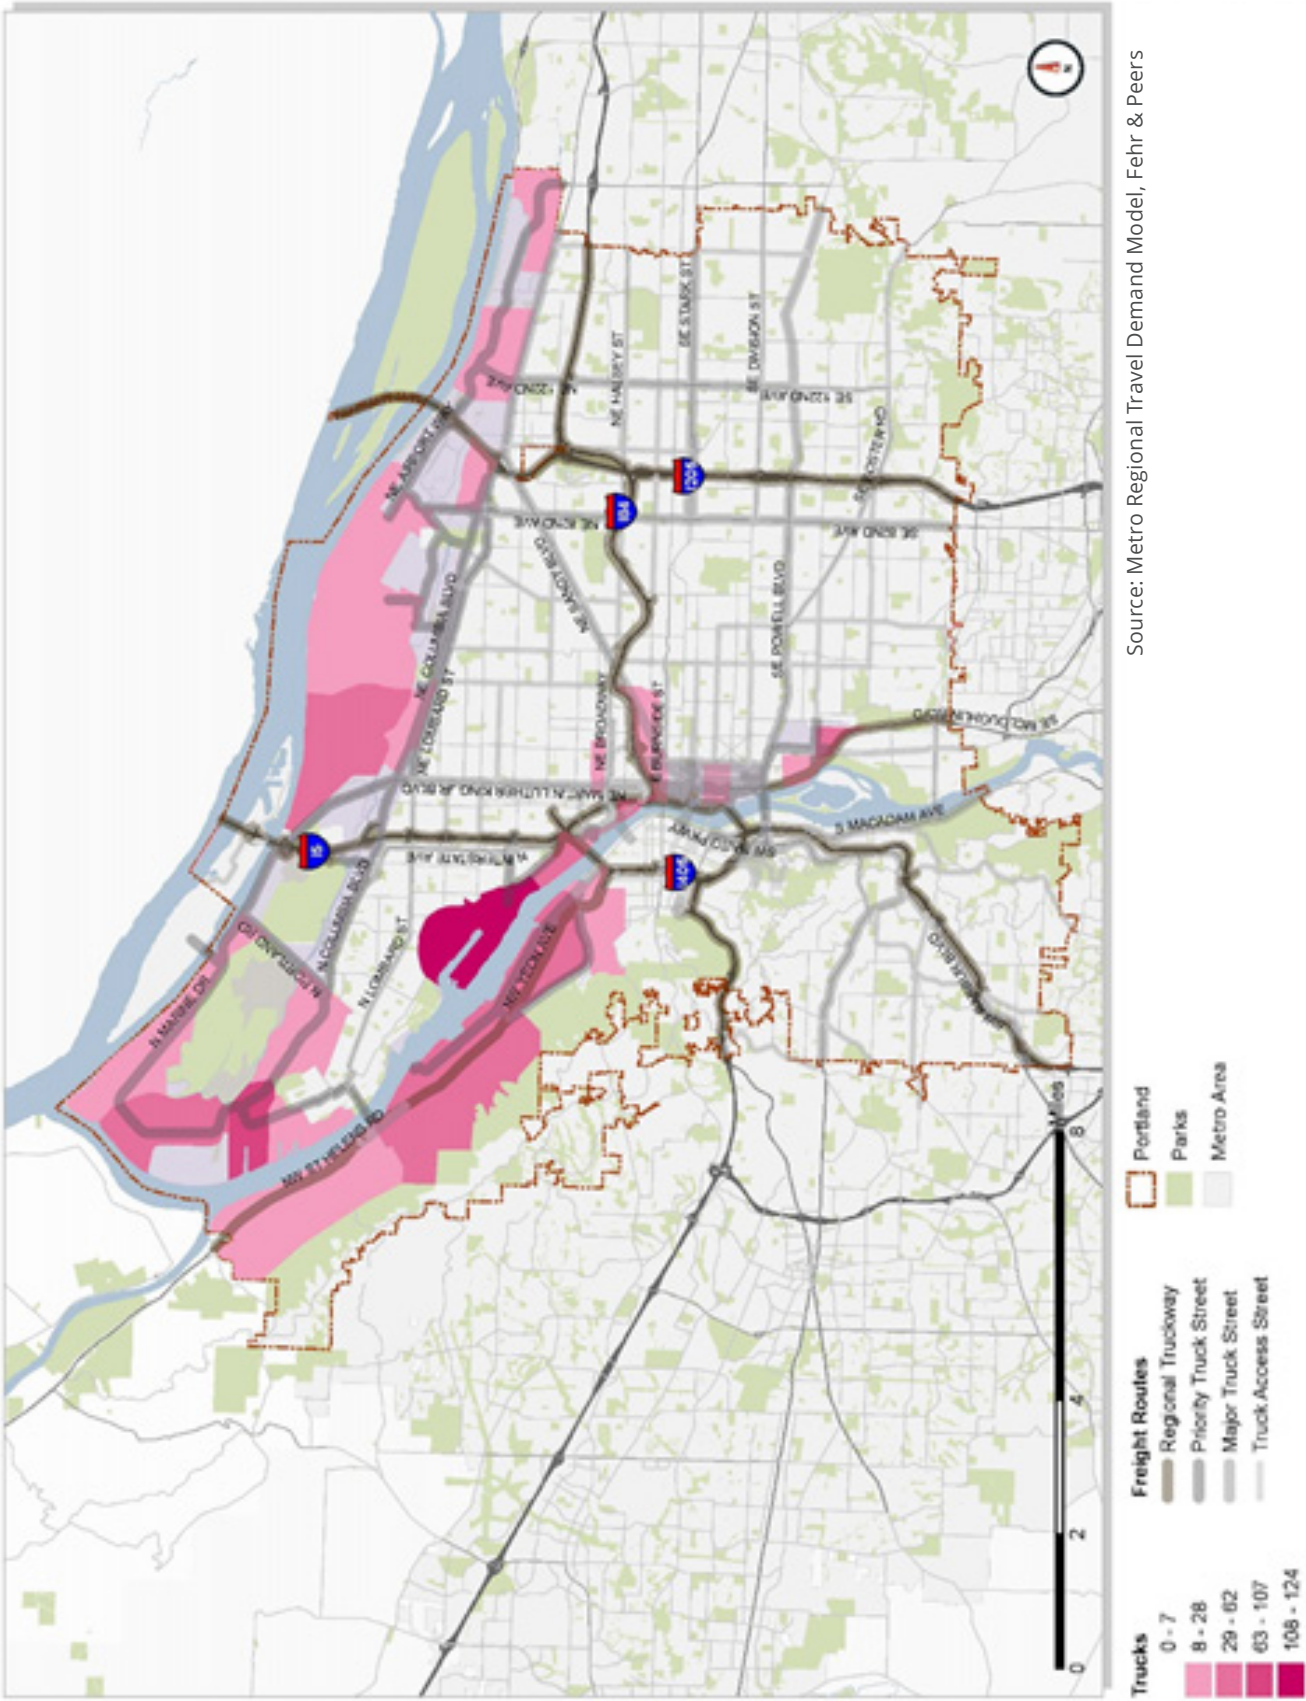 N MARINE DR
N PORTLAND RD
N COLUMBIA BLVD
N LOMBARD ST
NW ST HELENS RD
NW YEON AVE
N INTERSTATE AVE
NE MARTIN LUTHER KING JR BLVD
NE LOMBARD ST
NE COLUMBIA BLVD
NE AIRPORT WAY
NE 82ND AVE
NE SANDY BLVD
NE 122ND AVE
NE BROADWAY
NE HALSEY ST
E BURNSIDE ST
SE STARK ST
SE DIVISION ST
SE POWELL BLVD
SE 122ND AVE
SE 82ND AVE
SE MCLOUGHLIN BLVD
S MACADAM AVE
SW NAITO PKWY
15
405
184
1205
N
0
2
4
8
Miles
Trucks
0 - 7
8 - 28
29 - 62
63 - 107
108 - 124
Freight Routes
Regional Truckway
Priority Truck Street
Major Truck Street
Truck Access Street
Portland
Parks
Metro Area
Source: Metro Regional Travel Demand Model, Fehr & Peers